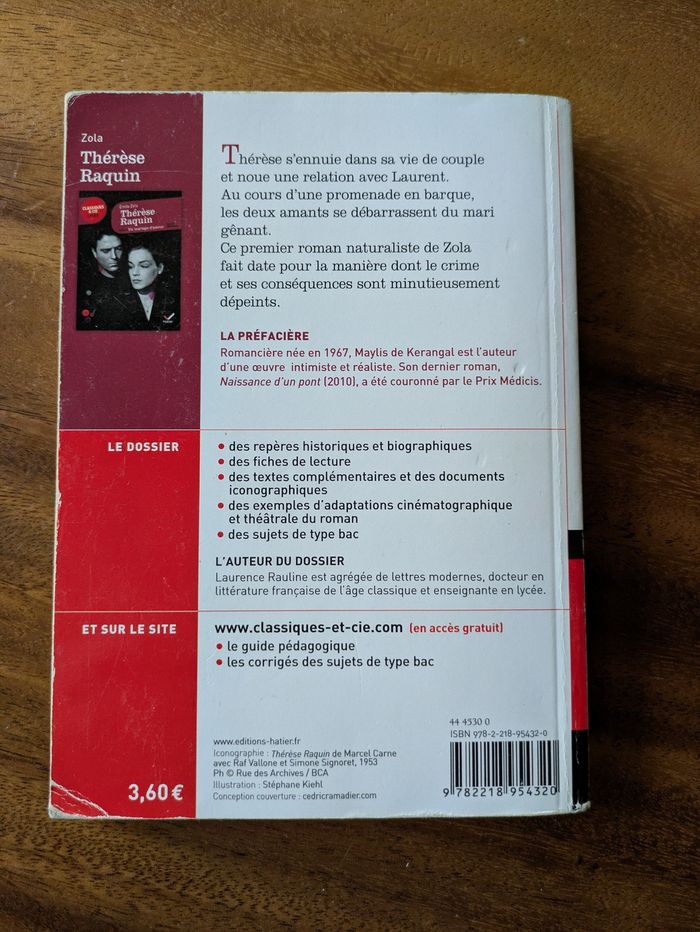 Zola
Thérèse
Raquin
CLASSIQUES
& CIE
Émile Zola
Thérèse
Raquin
Thérèse s'ennuie dans sa vie de couple
et noue une relation avec Laurent.
Au cours d'une promenade en barque,
les deux amants se débarrassent du mari
gênant.
Ce premier roman naturaliste de Zola
fait date pour la manière dont le crime
et ses conséquences sont minutieusement
dépeints.
LA PRÉFACIÈRE
Romancière née en 1967, Maylis de Kerangal est l'auteur
d'une œuvre intimiste et réaliste. Son dernier roman,
Naissance d'un pont (2010), a été couronné par le Prix Médicis.
LE DOSSIER
• des repères historiques et biographiques
• des fiches de lecture
• des textes complémentaires et des documents
iconographiques
• des exemples d'adaptations cinématographique
et théâtrale du roman
• des sujets de type bac
L'AUTEUR DU DOSSIER
Laurence Rauline est agrégée de lettres modernes, docteur en
littérature française de l'âge classique et enseignante en lycée.
ET SUR LE SITE
www.classiques-et-cie.com (en accès gratuit)
• le guide pédagogique
• les corrigés des sujets de type bac
44 4530 0
ISBN 978-2-218-95432-0
www.editions-hatier.fr
Iconographie : Thérèse Raquin de Marcel Carne
avec Raf Vallone et Simone Signoret, 1953
Ph © Rue des Archives / BCA
Illustration : Stéphane Kiehl
Conception couverture : cedricramadier.com
3,60 €
9 782218 954320